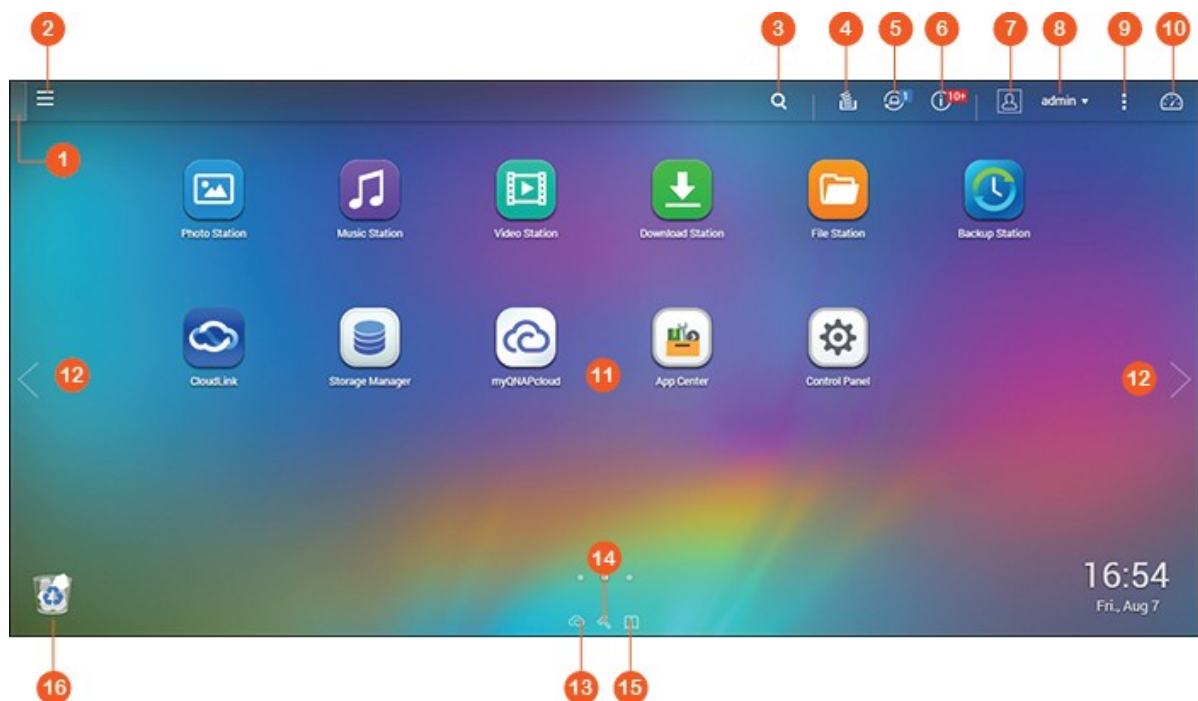 2
3
4
5
6
7
8
9
10
1
10+
admin
1
Photo Station
Music Station
Video Station
Download Station
File Station
Backup Station
12
11
12
CloudLink
Storage Manager
myQNAPcloud
App Center
Control Panel
14
16:54
Fri., Aug 7
16
13
15